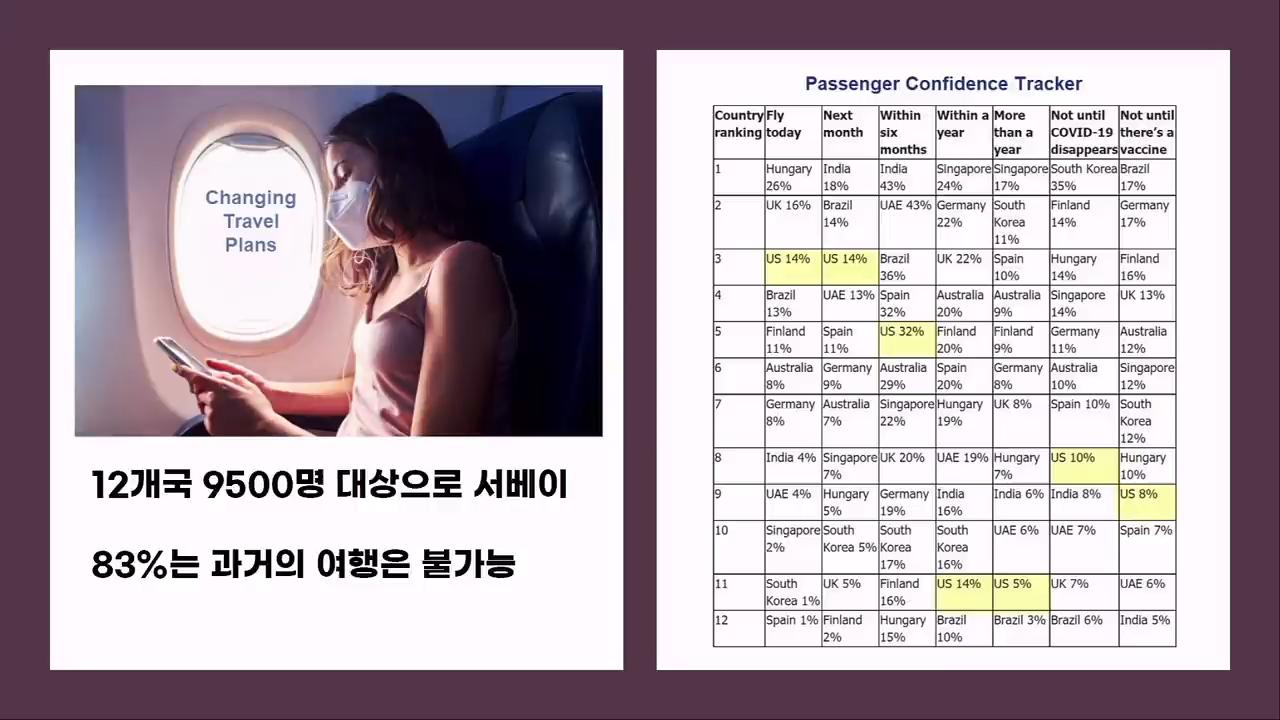 Changing
Travel
Plans
12개국 9500명 대상으로 서베이
83%는 과거의 여행은 불가능
Passenger Confidence Tracker
Country ranking | Fly today | Next month | Within six months | Within a year | More than a year | Not until COVID-19 disappears | Not until there's a vaccine
1 | Hungary 26% | India 18% | India 43% | Singapore 24% | Singapore 17% | South Korea 35% | Brazil 17%
2 | UK 16% | Brazil 14% | UAE 43% | Germany 22% | South Korea 11% | Finland 14% | Germany 17%
3 | US 14% | US 14% | Brazil 36% | UK 22% | Spain 10% | Hungary 14% | Finland 16%
4 | Brazil 13% | UAE 13% | Spain 32% | Australia 20% | Australia 9% | Singapore 14% | UK 13%
5 | Finland 11% | Spain 11% | US 32% | Finland 20% | Finland 9% | Germany 11% | Australia 12%
6 | Australia 8% | Germany 9% | Australia 29% | Spain 20% | Germany 8% | Australia 10% | Singapore 12%
7 | Germany 8% | Australia 7% | Singapore 22% | Hungary 19% | UK 8% | Spain 10% | South Korea 12%
8 | India 4% | Singapore 7% | UK 20% | UAE 19% | Hungary 7% | US 10% | Hungary 10%
9 | UAE 4% | Hungary 5% | Germany 19% | India 16% | India 6% | India 8% | US 8%
10 | Singapore 2% | South Korea 5% | South Korea 17% | South Korea 16% | UAE 6% | UAE 7% | Spain 7%
11 | South Korea 1% | UK 5% | Finland 16% | US 14% | US 5% | UK 7% | UAE 6%
12 | Spain 1% | Finland 2% | Hungary 15% | Brazil 10% | Brazil 3% | Brazil 6% | India 5%